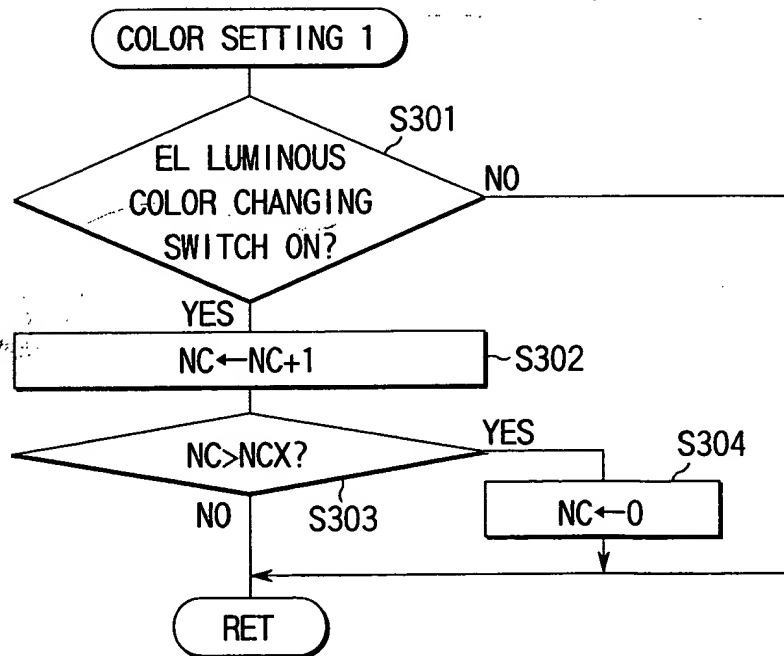 COLOR SETTING 1
S301
EL LUMINOUS
COLOR CHANGING
SWITCH ON?
NO
YES
NC←NC+1
S302
NC>NCX?
YES
S304
NO
S303
NC←0
RET